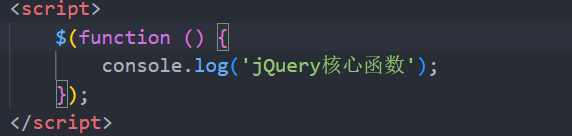 <script>
$(function () {
console.log('jQuery核心函数');
});
</script>